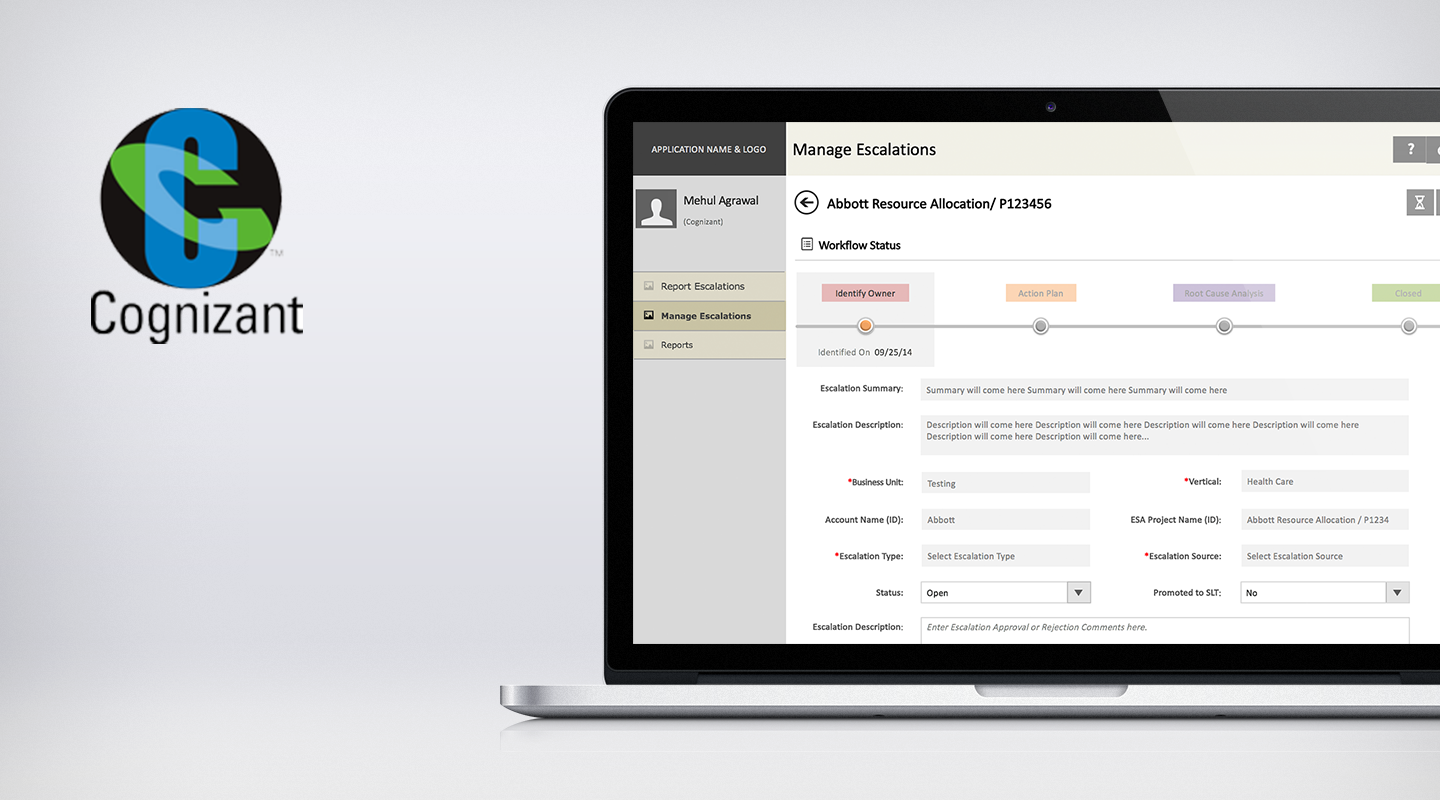 Cognizant
TM
APPLICATION NAME & LOGO
Manage Escalations
?
Mehul Agrawal
(Cognizant)
Abbott Resource Allocation/ P123456
Workflow Status
Report Escalations
Manage Escalations
Reports
Identify Owner
Action Plan
Root Cause Analysis
Closed
Identified On 09/25/14
Escalation Summary: Summary will come here Summary will come here Summary will come here
Escalation Description: Description will come here Description will come here Description will come here Description will come here
Description will come here Description will come here...
*Business Unit: Testing
*Vertical: Health Care
Account Name (ID): Abbott
ESA Project Name (ID): Abbott Resource Allocation / P1234
*Escalation Type: Select Escalation Type
*Escalation Source: Select Escalation Source
Status: Open
Promoted to SLT: No
Escalation Description: Enter Escalation Approval or Rejection Comments here.